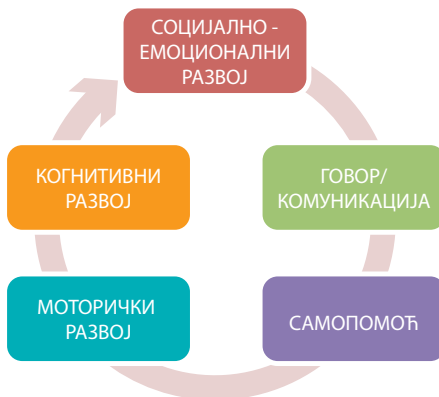 СОЦИЈАЛНО -
ЕМОЦИОНАЛНИ
РАЗВОЈ
КОГНИТИВНИ
РАЗВОЈ
ГОВОР/
КОМУНИКАЦИЈА
МОТОРИЧКИ
РАЗВОЈ
САМОПОМОЋ